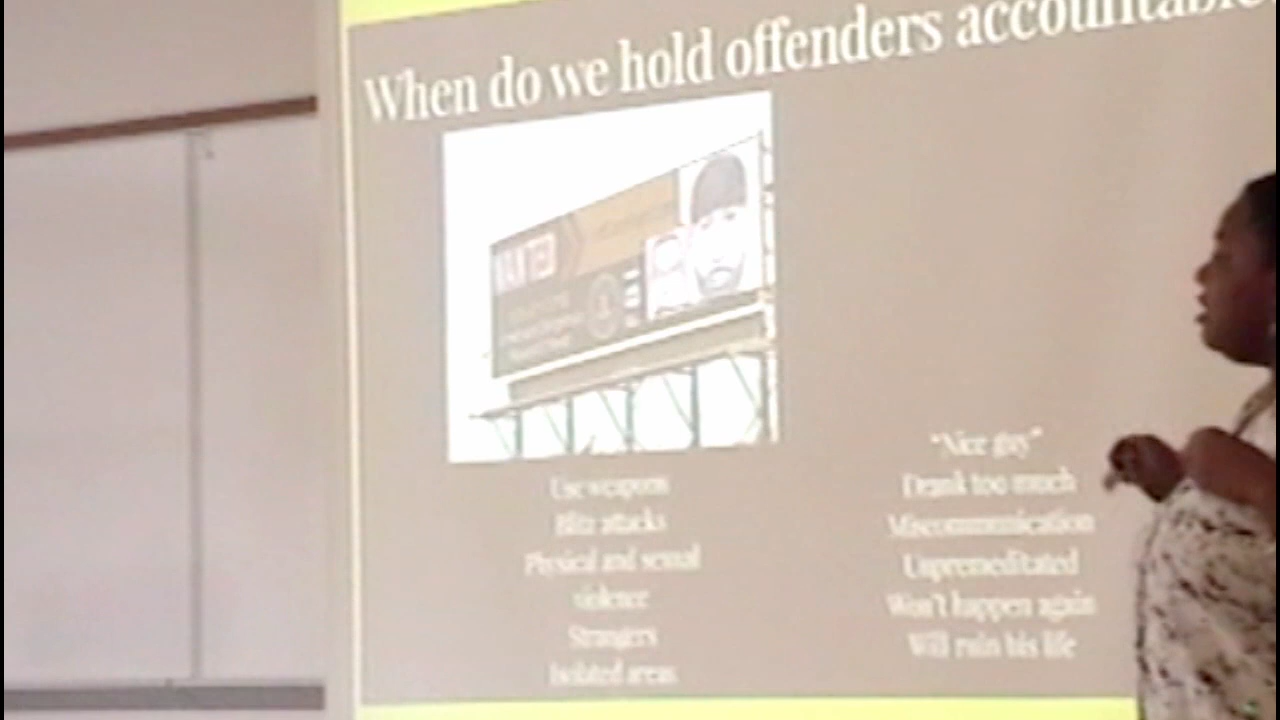 When do we hold offenders accountable
WANTED
Use weapons
Blitz attacks
Physical and sexual
violence
Strangers
Isolated areas
"Nice guy"
Drank too much
Miscommunication
Unpremeditated
Won't happen again
Will ruin his life